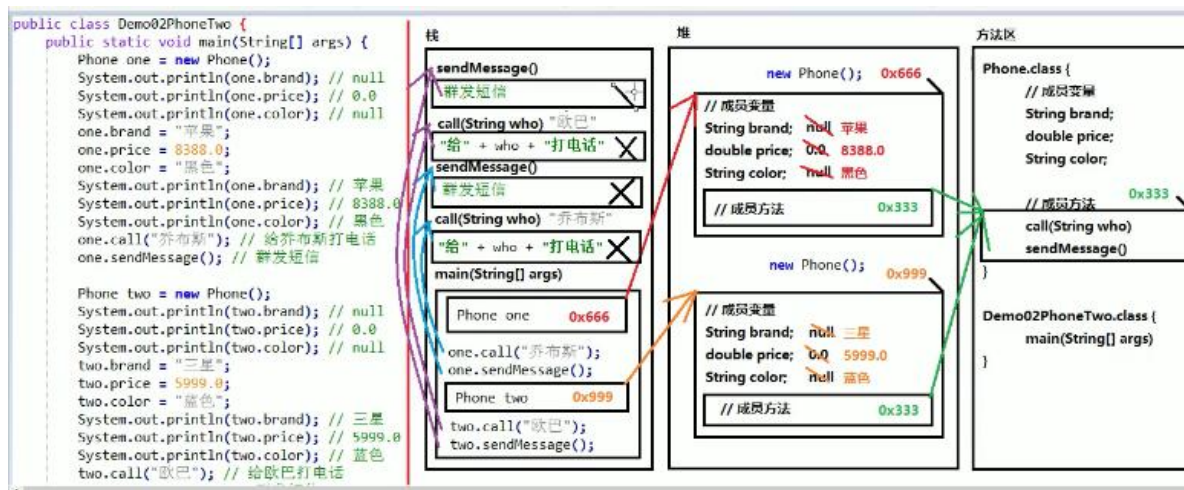 public class Demo02PhoneTwo {
public static void main(String[] args) {
Phone one = new Phone();
System.out.println(one.brand); // null
System.out.println(one.price); // 0.0
System.out.println(one.color); // null
one.brand = "苹果";
one.price = 8388.0;
one.color = "黑色";
System.out.println(one.brand); // 苹果
System.out.println(one.price); // 8388.0
System.out.println(one.color); // 黑色
one.call("乔布斯"); // 给乔布斯打电话
one.sendMessage(); // 群发短信
Phone two = new Phone();
System.out.println(two.brand); // null
System.out.println(two.price); // 0.0
System.out.println(two.color); // null
two.brand = "三星";
two.price = 5999.0;
two.color = "蓝色";
System.out.println(two.brand); // 三星
System.out.println(two.price); // 5999.0
System.out.println(two.color); // 蓝色
two.call("欧巴"); // 给欧巴打电话
栈
sendMessage()
群发短信
call(String who) "欧巴"
"给" + who + "打电话"
sendMessage()
群发短信
call(String who) "乔布斯"
"给" + who + "打电话"
main(String[] args)
Phone one 0x666
one.call("乔布斯");
one.sendMessage();
Phone two 0x999
two.call("欧巴");
two.sendMessage();
堆
new Phone(); 0x666
// 成员变量
String brand; null 苹果
double price; 0.0 8388.0
String color; null 黑色
// 成员方法 0x333
new Phone(); 0x999
// 成员变量
String brand; null 三星
double price; 0.0 5999.0
String color; null 蓝色
// 成员方法 0x333
方法区
Phone.class {
// 成员变量
String brand;
double price;
String color;
0x333
// 成员方法
call(String who)
sendMessage()
}
Demo02PhoneTwo.class {
main(String[] args)
}